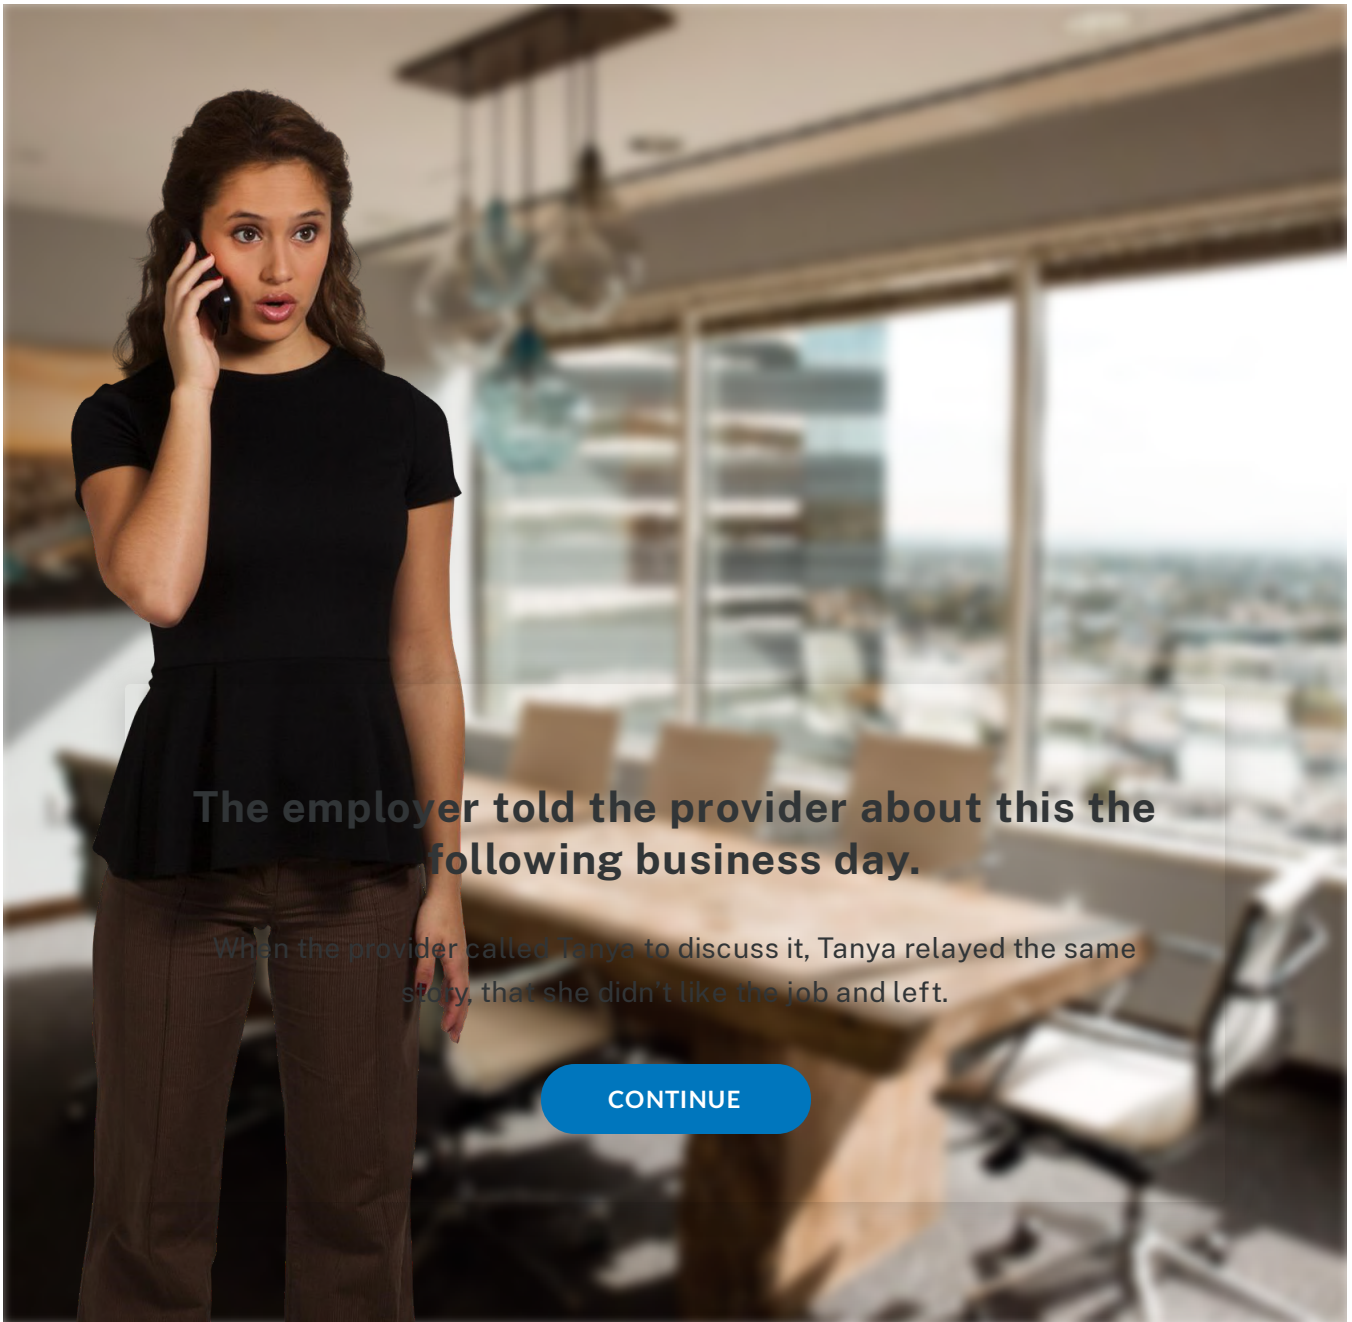 The employer told the provider about this the
following business day.
When the provider called Tanya to discuss it, Tanya relayed the same
story, that she didn't like the job and left.
CONTINUE